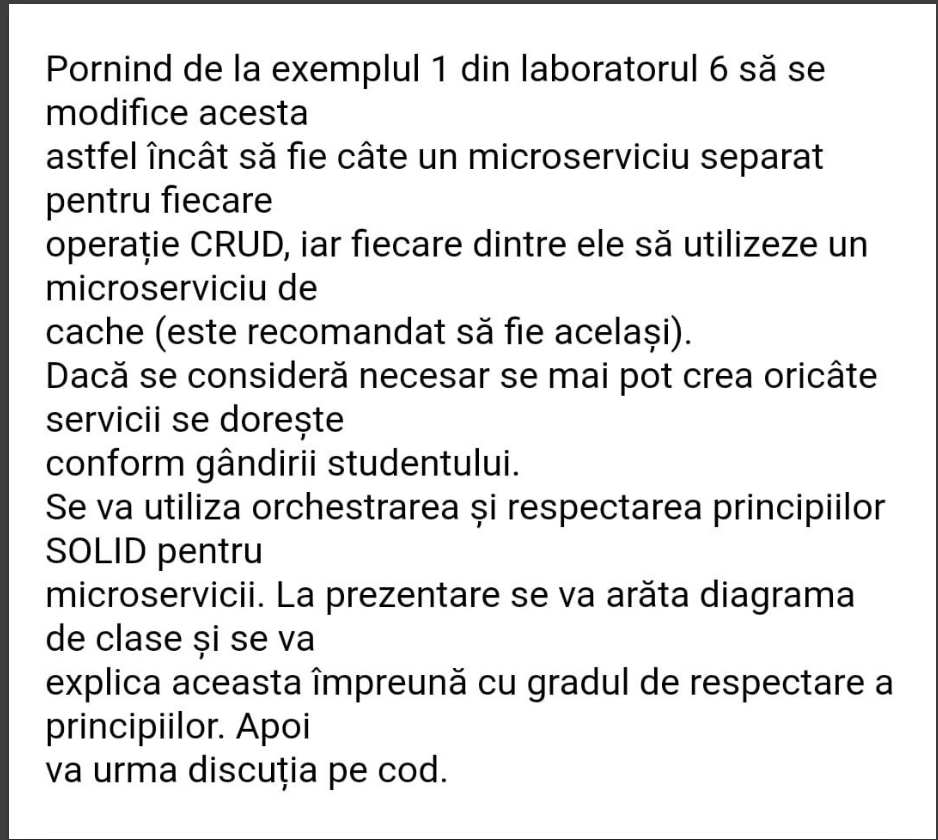 Pornind de la exemplul 1 din laboratorul 6 să se
modifice acesta
astfel încât să fie câte un microserviciu separat
pentru fiecare
operație CRUD, iar fiecare dintre ele să utilizeze un
microserviciu de
cache (este recomandat să fie același).
Dacă se consideră necesar se mai pot crea oricâte
servicii se dorește
conform gândirii studentului.
Se va utiliza orchestrarea și respectarea principiilor
SOLID pentru
microservicii. La prezentare se va arăta diagrama
de clase și se va
explica aceasta împreună cu gradul de respectare a
principiilor. Apoi
va urma discuția pe cod.